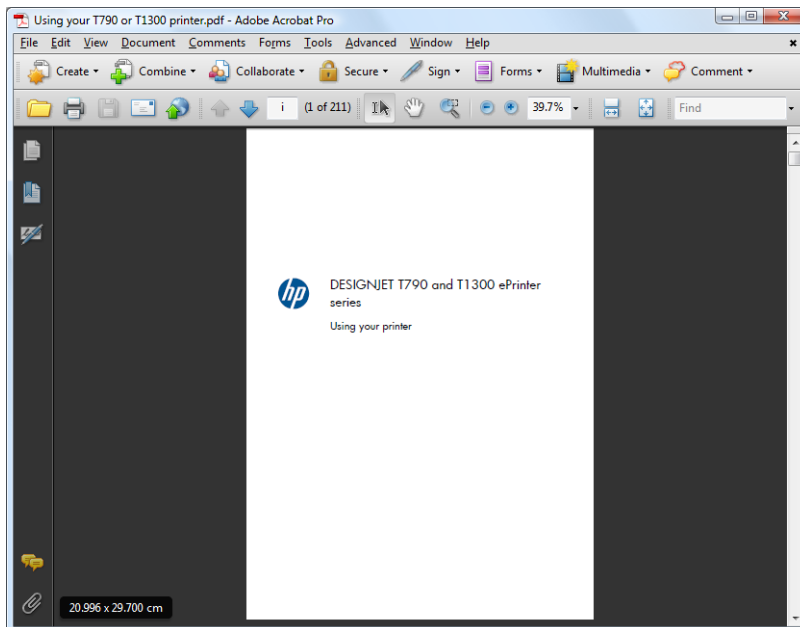 Using your T790 or T1300 printer.pdf - Adobe Acrobat Pro
File Edit View Document Comments Forms Tools Advanced Window Help
Create Combine Collaborate Secure Sign Forms Multimedia Comment
i (1 of 211) 39.7% Find
hp
DESIGNJET T790 and T1300 ePrinter
series
Using your printer
20.996 x 29.700 cm